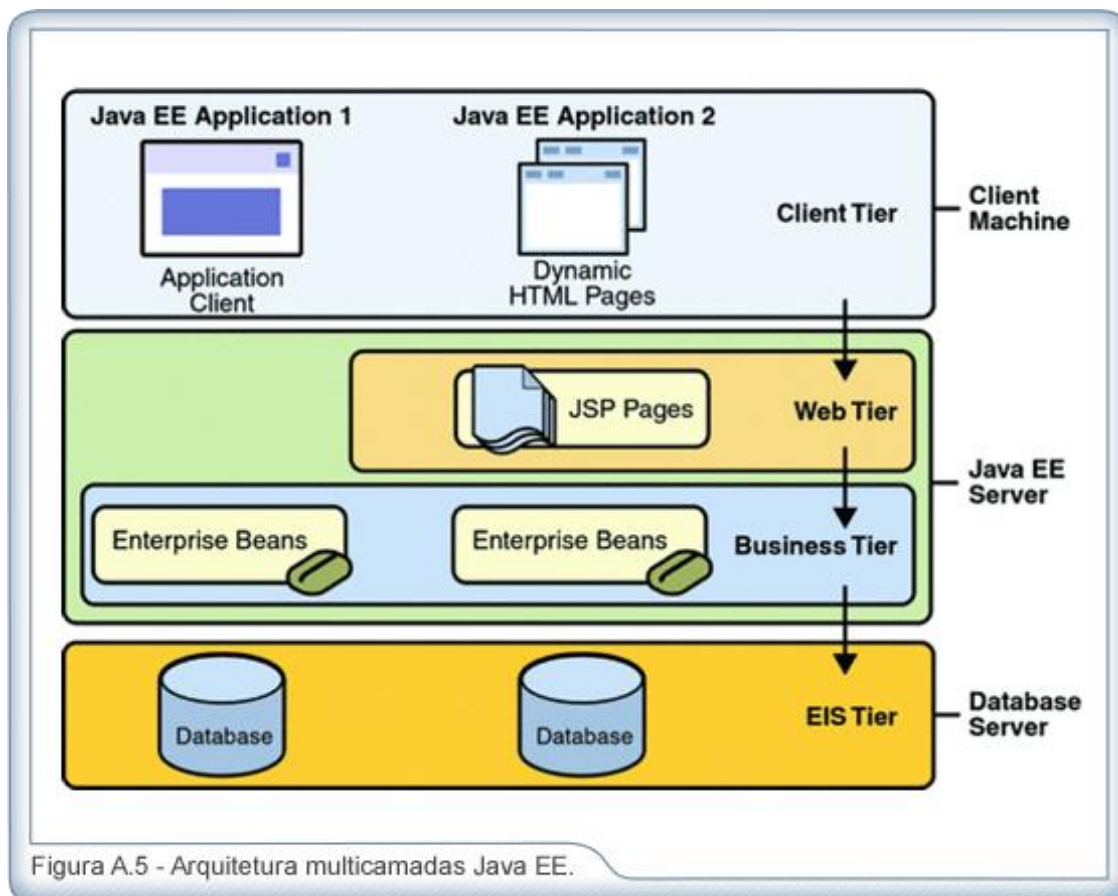 Java EE Application 1
Java EE Application 2
Application
Client
Dynamic
HTML Pages
Client Tier
Client
Machine
JSP Pages
Web Tier
Java EE
Server
Enterprise Beans
Enterprise Beans
Business Tier
Database
Database
EIS Tier
Database
Server
Figura A.5 - Arquitetura multicamadas Java EE.